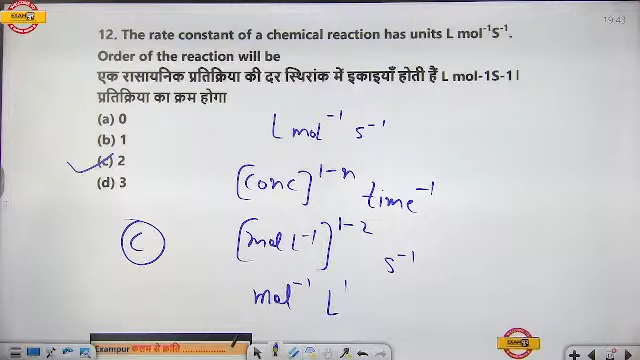 EXAMपुर
19:43
12. The rate constant of a chemical reaction has units L mol⁻¹S⁻¹.
Order of the reaction will be
एक रासायनिक प्रतिक्रिया की दर स्थिरांक में इकाइयाँ होती हैं L mol-1S-1।
प्रतिक्रिया का क्रम होगा
(a) 0
(b) 1
(c) 2
(d) 3
L mol⁻¹ s⁻¹
[conc]¹⁻ⁿ time⁻¹
C
[mol L⁻¹]¹⁻² s⁻¹
mol⁻¹ L¹
Exampur कलम से क्रांति ..................